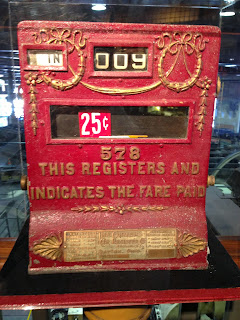 IN 009
25¢
578
THIS REGISTERS AND
INDICATES THE FARE PAID